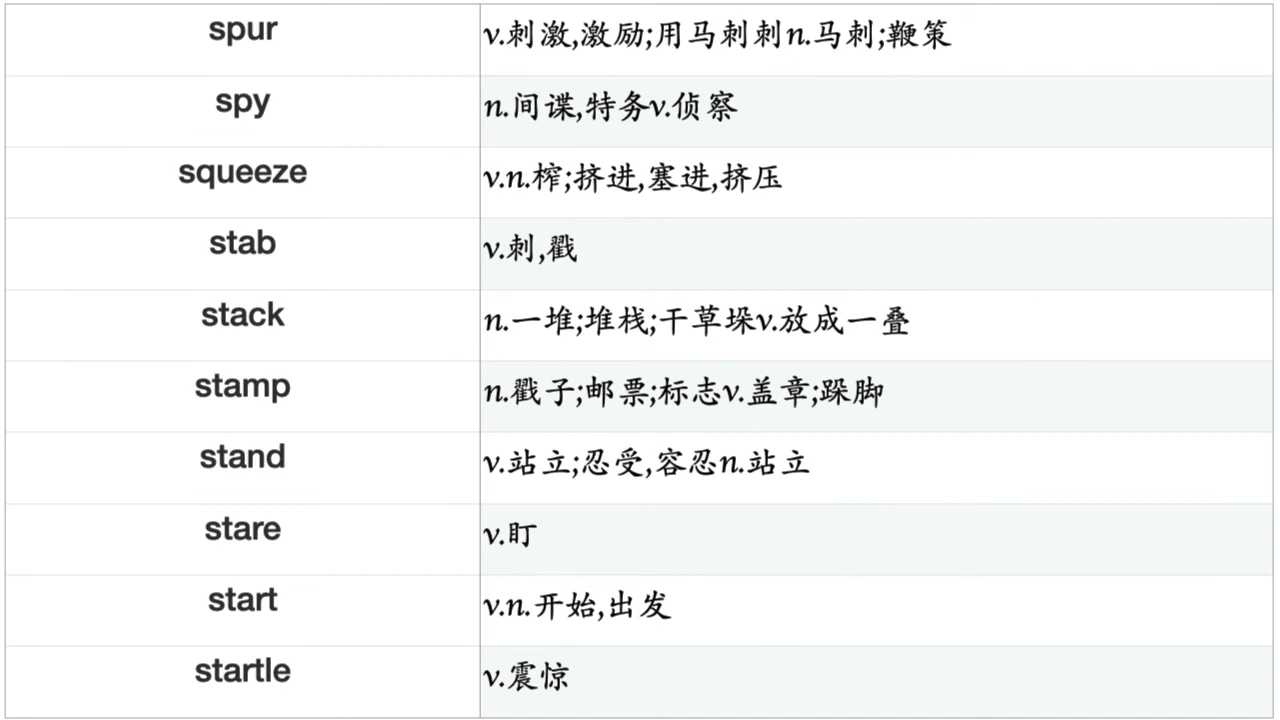 spur v.刺激,激励;用马刺刺n.马刺;鞭策
spy n.间谍,特务v.侦察
squeeze v.n.榨;挤进,塞进,挤压
stab v.刺,戳
stack n.一堆;堆栈;干草垛v.放成一叠
stamp n.戳子;邮票;标志v.盖章;跺脚
stand v.站立;忍受,容忍n.站立
stare v.盯
start v.n.开始,出发
startle v.震惊